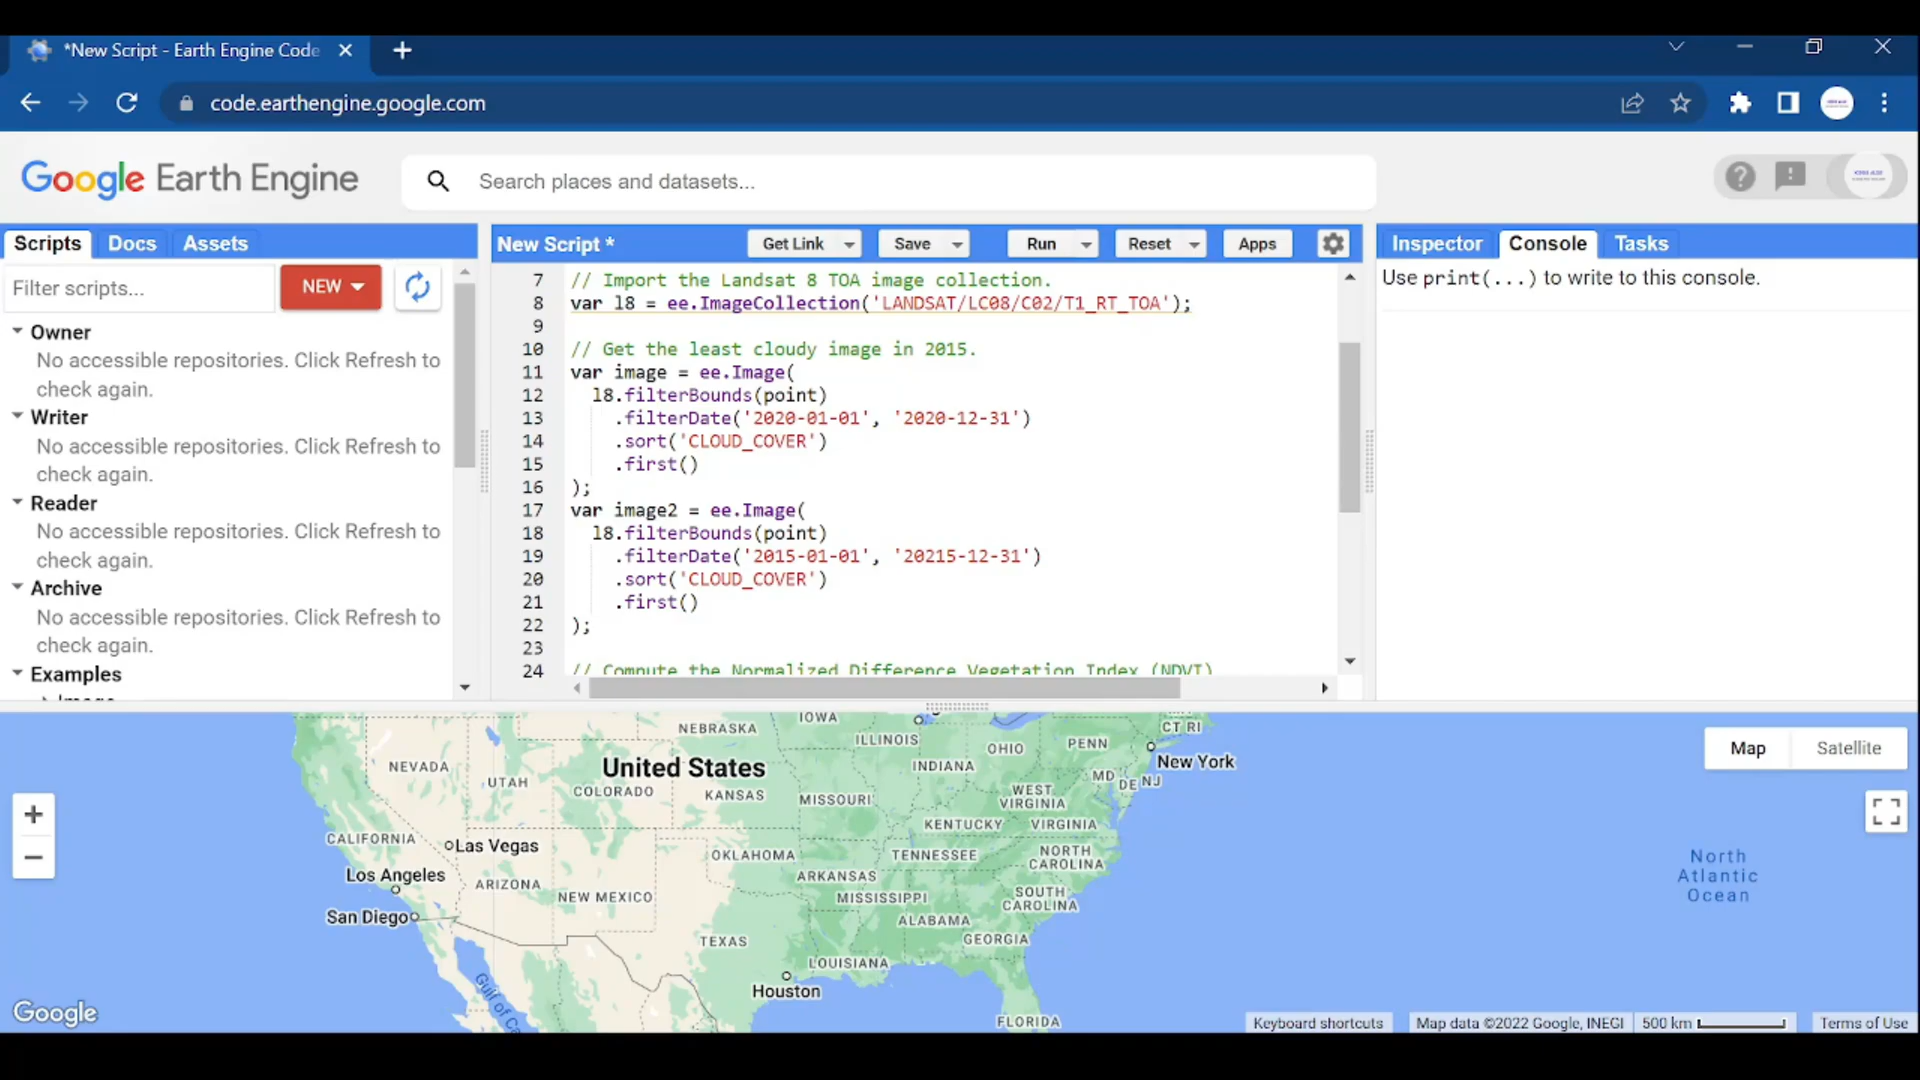 *New Script - Earth Engine Code
code.earthengine.google.com
Google Earth Engine
Search places and datasets...
Scripts Docs Assets
Filter scripts...
NEW
Owner
No accessible repositories. Click Refresh to
check again.
Writer
No accessible repositories. Click Refresh to
check again.
Reader
No accessible repositories. Click Refresh to
check again.
Archive
No accessible repositories. Click Refresh to
check again.
Examples
New Script *
Get Link Save Run Reset Apps
7 // Import the Landsat 8 TOA image collection.
8 var l8 = ee.ImageCollection('LANDSAT/LC08/C02/T1_RT_TOA');
9
10 // Get the least cloudy image in 2015.
11 var image = ee.Image(
12 l8.filterBounds(point)
13 .filterDate('2020-01-01', '2020-12-31')
14 .sort('CLOUD_COVER')
15 .first()
16 );
17 var image2 = ee.Image(
18 l8.filterBounds(point)
19 .filterDate('2015-01-01', '20215-12-31')
20 .sort('CLOUD_COVER')
21 .first()
22 );
23
24 // Compute the Normalized Difference Vegetation Index (NDVI)
Inspector Console Tasks
Use print(...) to write to this console.
NEBRASKA
IOWA
ILLINOIS
OHIO
PENN
CT RI
New York
NEVADA
UTAH
United States
COLORADO
KANSAS
MISSOURI
INDIANA
WEST
VIRGINIA
MD
DE NJ
KENTUCKY
VIRGINIA
CALIFORNIA
Las Vegas
OKLAHOMA
TENNESSEE
NORTH
CAROLINA
Los Angeles
ARIZONA
NEW MEXICO
ARKANSAS
MISSISSIPPI
SOUTH
CAROLINA
San Diego
ALABAMA
TEXAS
GEORGIA
LOUISIANA
Houston
FLORIDA
Gulf of
North
Atlantic
Ocean
Map Satellite
Google
Keyboard shortcuts
Map data ©2022 Google, INEGI
500 km
Terms of Use